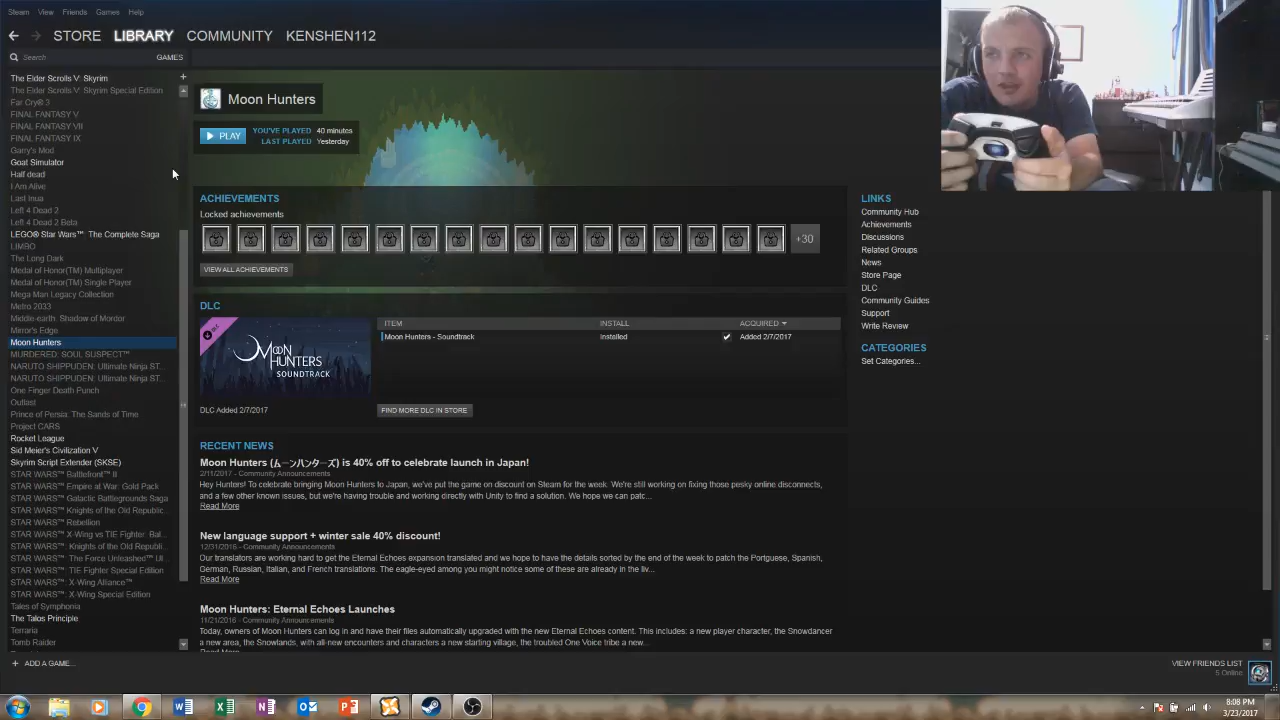 Steam View Friends Games Help
STORE LIBRARY COMMUNITY KENSHEN112
Search GAMES
The Elder Scrolls V: Skyrim
The Elder Scrolls V: Skyrim Special Edition
Far Cry® 3
FINAL FANTASY V
FINAL FANTASY VII
FINAL FANTASY IX
Garry's Mod
Goat Simulator
Half dead
I Am Alive
Last Inua
Left 4 Dead 2
Left 4 Dead 2 Beta
LEGO® Star Wars™: The Complete Saga
LIMBO
The Long Dark
Medal of Honor(TM) Multiplayer
Medal of Honor(TM) Single Player
Mega Man Legacy Collection
Metro 2033
Middle-earth: Shadow of Mordor
Mirror's Edge
Moon Hunters
MURDERED: SOUL SUSPECT™
NARUTO SHIPPUDEN: Ultimate Ninja ST...
NARUTO SHIPPUDEN: Ultimate Ninja ST...
One Finger Death Punch
Outlast
Prince of Persia: The Sands of Time
Project CARS
Rocket League
Sid Meier's Civilization V
Skyrim Script Extender (SKSE)
STAR WARS™ Battlefront™ II
STAR WARS™ Empire at War: Gold Pack
STAR WARS™ Galactic Battlegrounds Saga
STAR WARS™ Knights of the Old Republic...
STAR WARS™ Rebellion
STAR WARS™ X-Wing vs TIE Fighter: Bal...
STAR WARS™: Knights of the Old Republi...
STAR WARS™: The Force Unleashed™ Ul...
STAR WARS™: TIE Fighter Special Edition
STAR WARS™: X-Wing Alliance™
STAR WARS™: X-Wing Special Edition
Tales of Symphonia
The Talos Principle
Terraria
Tomb Raider
+ ADD A GAME...
Moon Hunters
PLAY
YOU'VE PLAYED 40 minutes
LAST PLAYED Yesterday
ACHIEVEMENTS
Locked achievements
+30
VIEW ALL ACHIEVEMENTS
DLC
ITEM INSTALL ACQUIRED
Moon Hunters - Soundtrack Installed Added 2/7/2017
DLC
MOON HUNTERS
SOUNDTRACK
DLC Added 2/7/2017
FIND MORE DLC IN STORE
RECENT NEWS
Moon Hunters (ムーンハンターズ) is 40% off to celebrate launch in Japan!
2/11/2017 - Community Announcements
Hey Hunters! To celebrate bringing Moon Hunters to Japan, we've put the game on discount on Steam for the week. We're still working on fixing those pesky online disconnects,
and a few other known issues, but we're having trouble and working directly with Unity to find a solution. We hope we can patc...
Read More
New language support + winter sale 40% discount!
12/31/2016 - Community Announcements
Our translators are working hard to get the Eternal Echoes expansion translated and we hope to have the details sorted by the end of the week to patch the Portuguese, Spanish,
German, Russian, Italian, and French translations. The eagle-eyed among you might notice some of these are already in the liv...
Read More
Moon Hunters: Eternal Echoes Launches
11/21/2016 - Community Announcements
Today, owners of Moon Hunters can log in and have their files automatically upgraded with the new Eternal Echoes content. This includes: a new player character, the Snowdancer
a new area, the Snowlands, with all-new encounters and characters a new starting village, the troubled One Voice tribe a new...
Read More
LINKS
Community Hub
Achievements
Discussions
Related Groups
News
Store Page
DLC
Community Guides
Support
Write Review
CATEGORIES
Set Categories...
VIEW FRIENDS LIST
5 Online
8:08 PM
3/23/2017